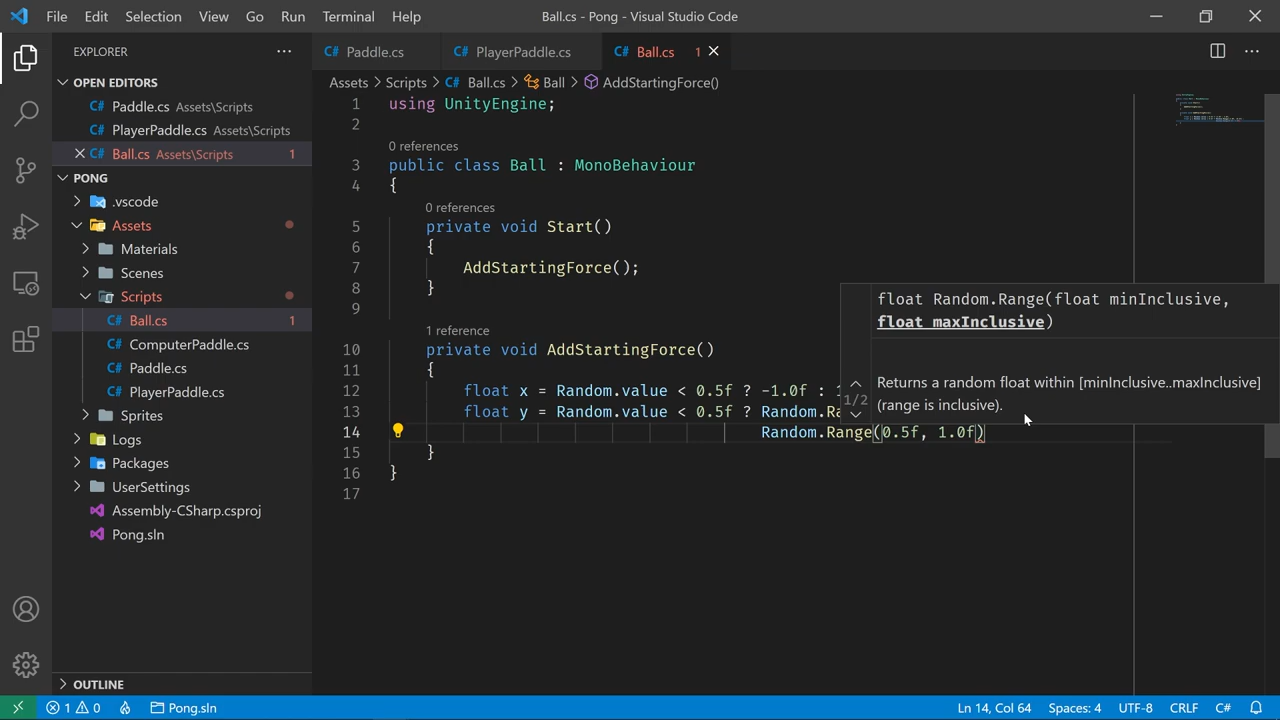 File Edit Selection View Go Run Terminal Help
Ball.cs - Pong - Visual Studio Code
EXPLORER
OPEN EDITORS
Paddle.cs Assets\Scripts
PlayerPaddle.cs Assets\Scripts
Ball.cs Assets\Scripts 1
PONG
.vscode
Assets
Materials
Scenes
Scripts
Ball.cs 1
ComputerPaddle.cs
Paddle.cs
PlayerPaddle.cs
Sprites
Logs
Packages
UserSettings
Assembly-CSharp.csproj
Pong.sln
OUTLINE
Paddle.cs PlayerPaddle.cs Ball.cs 1
Assets > Scripts > Ball.cs > Ball > AddStartingForce()
1 using UnityEngine;
2
0 references
3 public class Ball : MonoBehaviour
4 {
0 references
5 private void Start()
6 {
7 AddStartingForce();
8 }
9
1 reference
10 private void AddStartingForce()
11 {
12 float x = Random.value < 0.5f ? -1.0f :
13 float y = Random.value < 0.5f ?
14 Random.Range(0.5f, 1.0f)
15 }
16 }
17
float Random.Range(float minInclusive,
float maxInclusive)
1/2
Returns a random float within [minInclusive..maxInclusive]
(range is inclusive).
1 0 Pong.sln
Ln 14, Col 64 Spaces: 4 UTF-8 CRLF C#